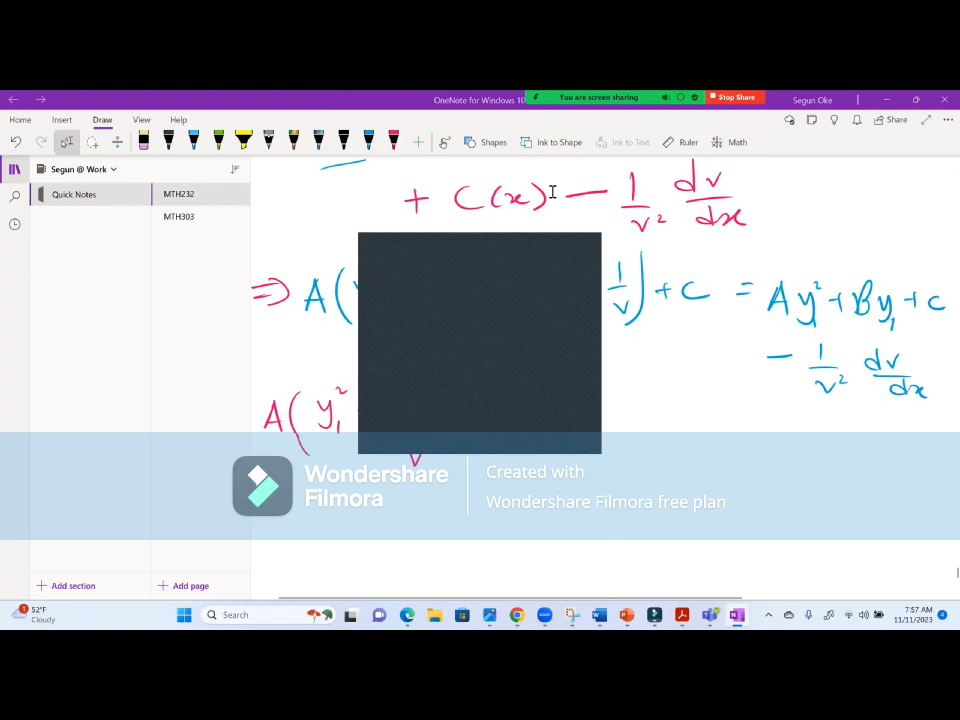 OneNote for Windows 10
You are screen sharing
Stop Share
Segun Oke
Home Insert Draw View Help
Share
Shapes Ink to Shape Ink to Text Ruler Math
Segun @ Work
Quick Notes
MTH232
MTH303
+ C(x) − 1/v² dv/dx
⇒ A( 1/v) + C = Ay₁² + By₁ + C
− 1/v² dv/dx
A( y₁²
v
Wondershare
Filmora
Created with
Wondershare Filmora free plan
+ Add section
+ Add page
1
52°F
Cloudy
Search
7:57 AM
11/11/2023
4